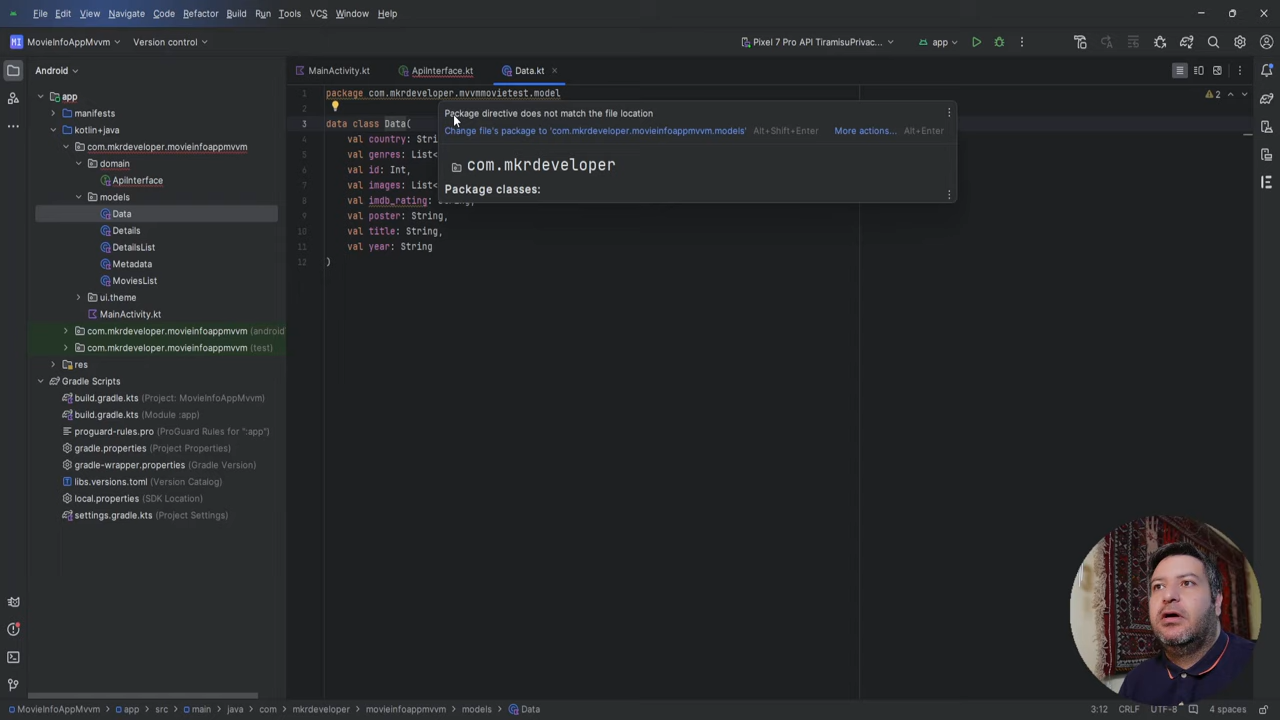 File Edit View Navigate Code Refactor Build Run Tools VCS Window Help
MI MovieInfoAppMvvm Version control Pixel 7 Pro API TiramisuPrivac... app
Android MainActivity.kt ApiInterface.kt Data.kt
app
manifests
kotlin+java
com.mkrdeveloper.movieinfoappmvvm
domain
ApiInterface
models
Data
Details
DetailsList
Metadata
MoviesList
ui.theme
MainActivity.kt
com.mkrdeveloper.movieinfoappmvvm (android
com.mkrdeveloper.movieinfoappmvvm (test)
res
Gradle Scripts
build.gradle.kts (Project: MovieInfoAppMvvm)
build.gradle.kts (Module :app)
proguard-rules.pro (ProGuard Rules for ":app")
gradle.properties (Project Properties)
gradle-wrapper.properties (Gradle Version)
libs.versions.toml (Version Catalog)
local.properties (SDK Location)
settings.gradle.kts (Project Settings)
1 package com.mkrdeveloper.mvvmmovietest.model
2
3 data class Data(
4 val country: Stri
5 val genres: List<
6 val id: Int,
7 val images: List<
8 val imdb_rating: String,
9 val poster: String,
10 val title: String,
11 val year: String
12 )
2
Package directive does not match the file location
Change file's package to 'com.mkrdeveloper.movieinfoappmvvm.models' Alt+Shift+Enter More actions... Alt+Enter
com.mkrdeveloper
Package classes:
MovieInfoAppMvvm app src main java com mkrdeveloper movieinfoappmvvm models Data 3:12 CRLF UTF-8 4 spaces